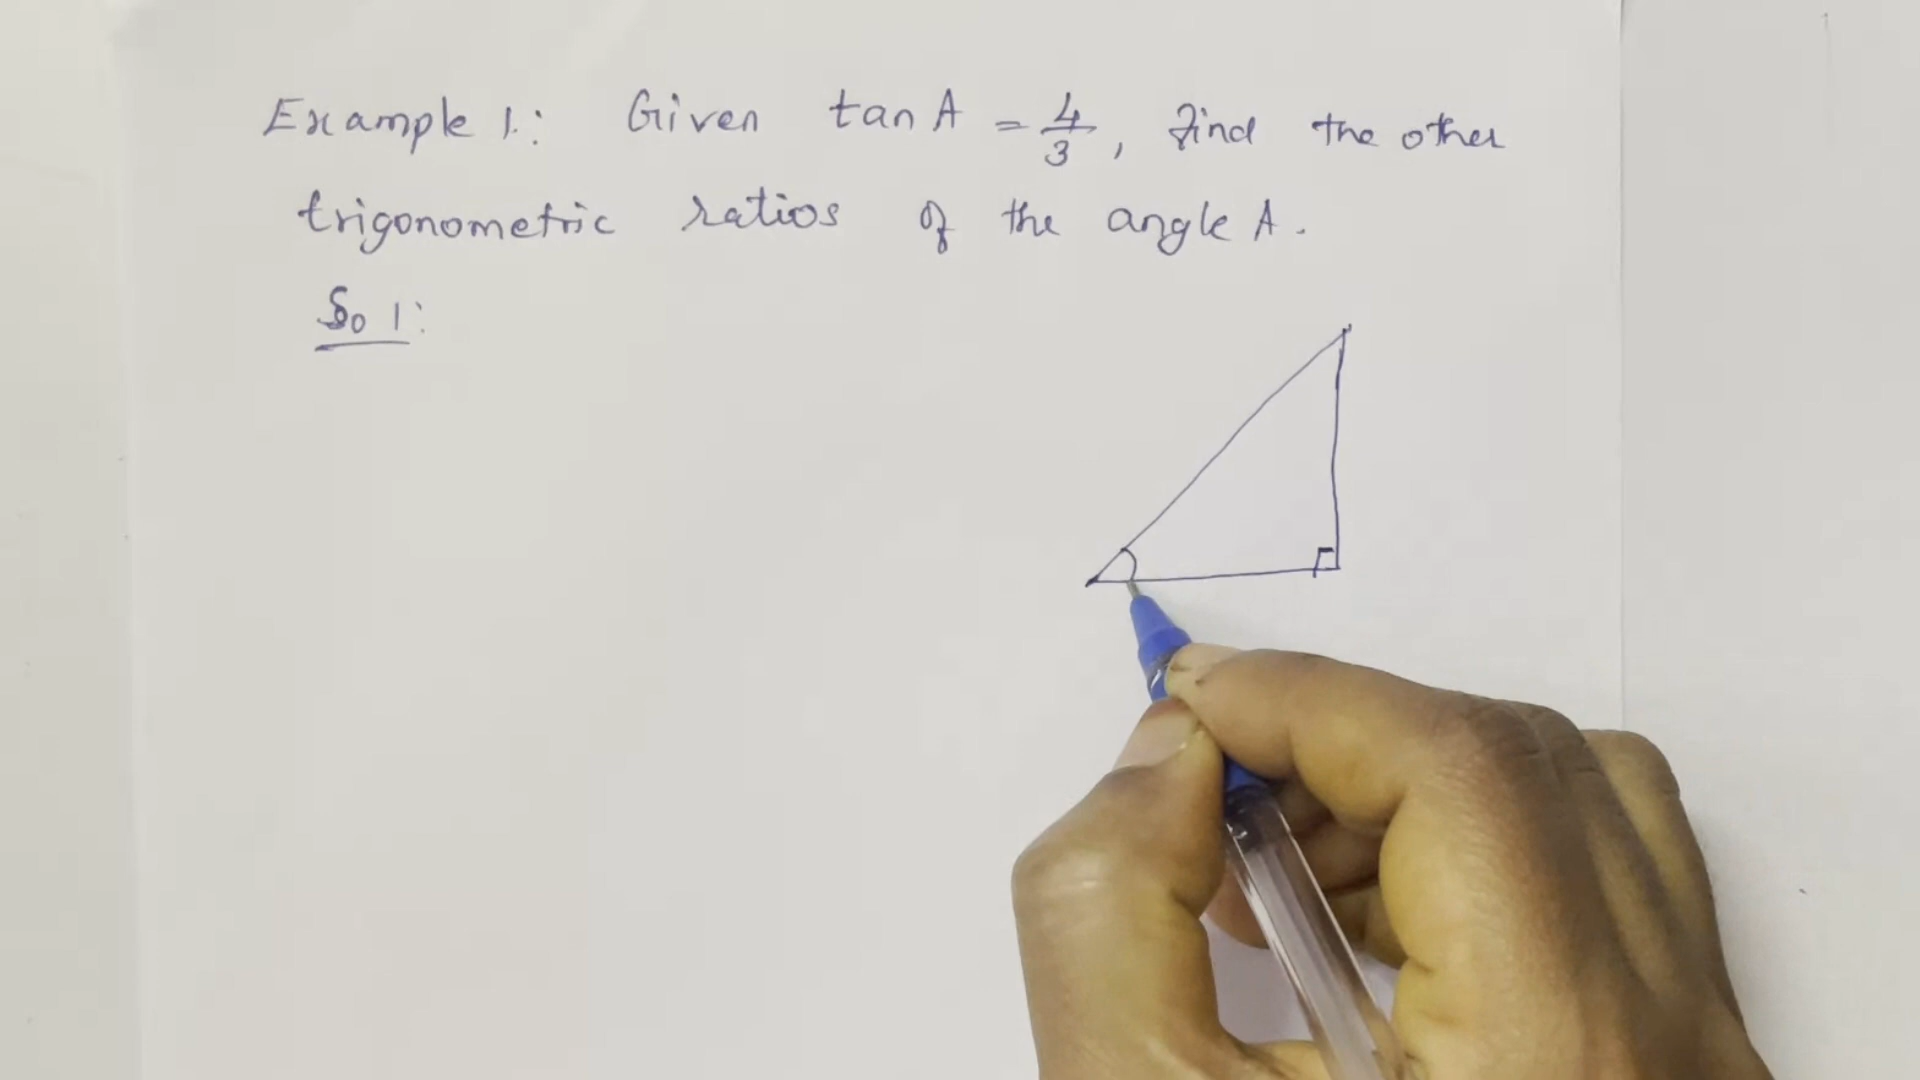 Example 1: Given tan A = 4/3, Find the other
trigonometric ratios of the angle A.
Sol: